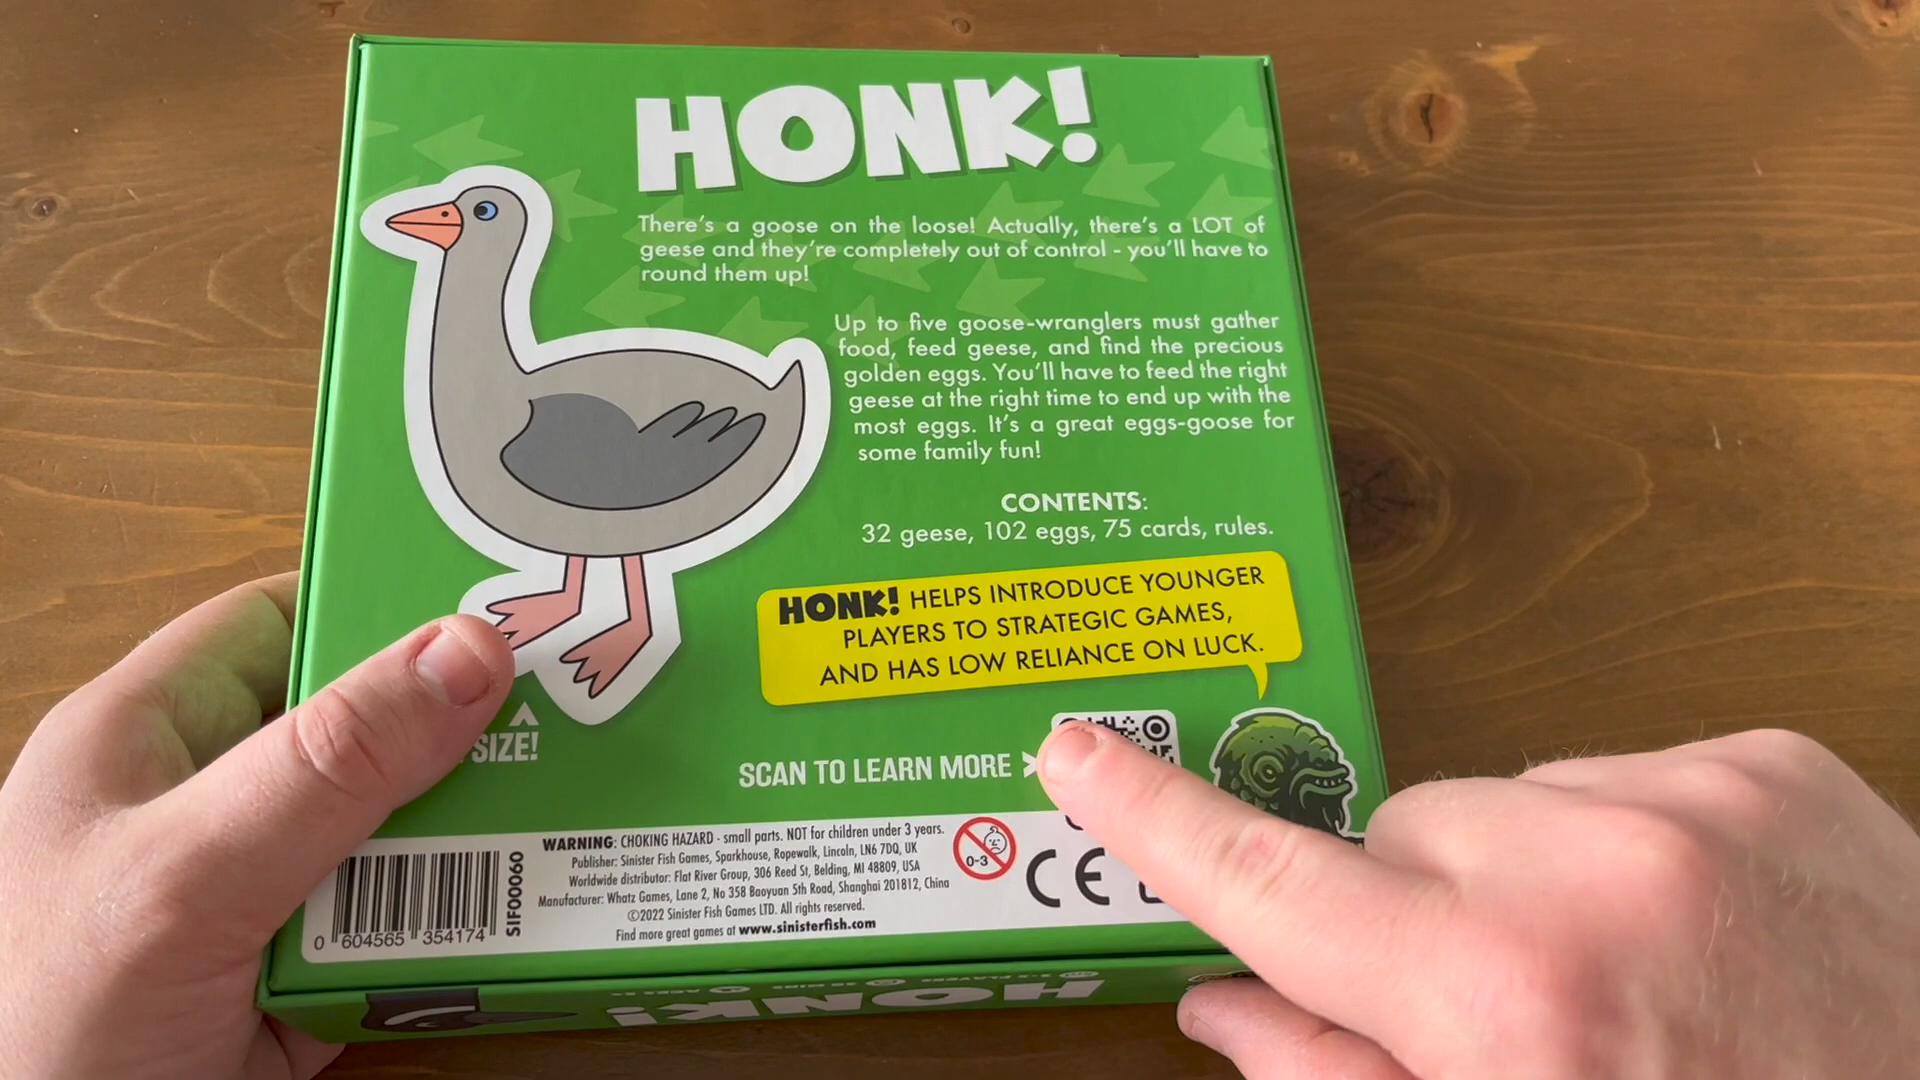 HONK!
There's a goose on the loose! Actually, there's a LOT of
geese and they're completely out of control - you'll have to
round them up!
Up to five goose-wranglers must gather
food, feed geese, and find the precious
golden eggs. You'll have to feed the right
geese at the right time to end up with the
most eggs. It's a great eggs-goose for
some family fun!
CONTENTS:
32 geese, 102 eggs, 75 cards, rules.
HONK! HELPS INTRODUCE YOUNGER
PLAYERS TO STRATEGIC GAMES,
AND HAS LOW RELIANCE ON LUCK.
SIZE!
SCAN TO LEARN MORE
WARNING: CHOKING HAZARD - small parts. NOT for children under 3 years.
Publisher: Sinister Fish Games, Sparkhouse, Ropewalk, Lincoln, LN6 7DQ, UK
Worldwide distributor: Flat River Group, 306 Reed St, Belding, MI 48809, USA
Manufacturer: Whatz Games, Lane 2, No 358 Baoyuan 5th Road, Shanghai 201812, China
©2022 Sinister Fish Games LTD. All rights reserved.
Find more great games at www.sinisterfish.com
0 604565 354174
SIF00060
0-3
CE
HONK!